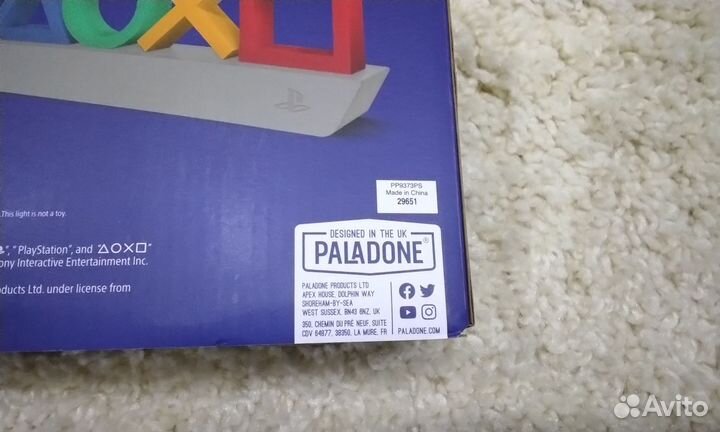 PP9373PS
Made in China
29651
This light is not a toy.
", "PlayStation", and △○×□"
ony Interactive Entertainment Inc.
oducts Ltd. under license from
DESIGNED IN THE UK
PALADONE®
PALADONE PRODUCTS LTD
APEX HOUSE, DOLPHIN WAY
SHOREHAM-BY-SEA
WEST SUSSEX, BN43 6NZ, UK
350, CHEMIN DU PRÉ NEUF, SUITE
CDV 64877, 38350, LA MURE, FR
PALADONE.COM
Avito